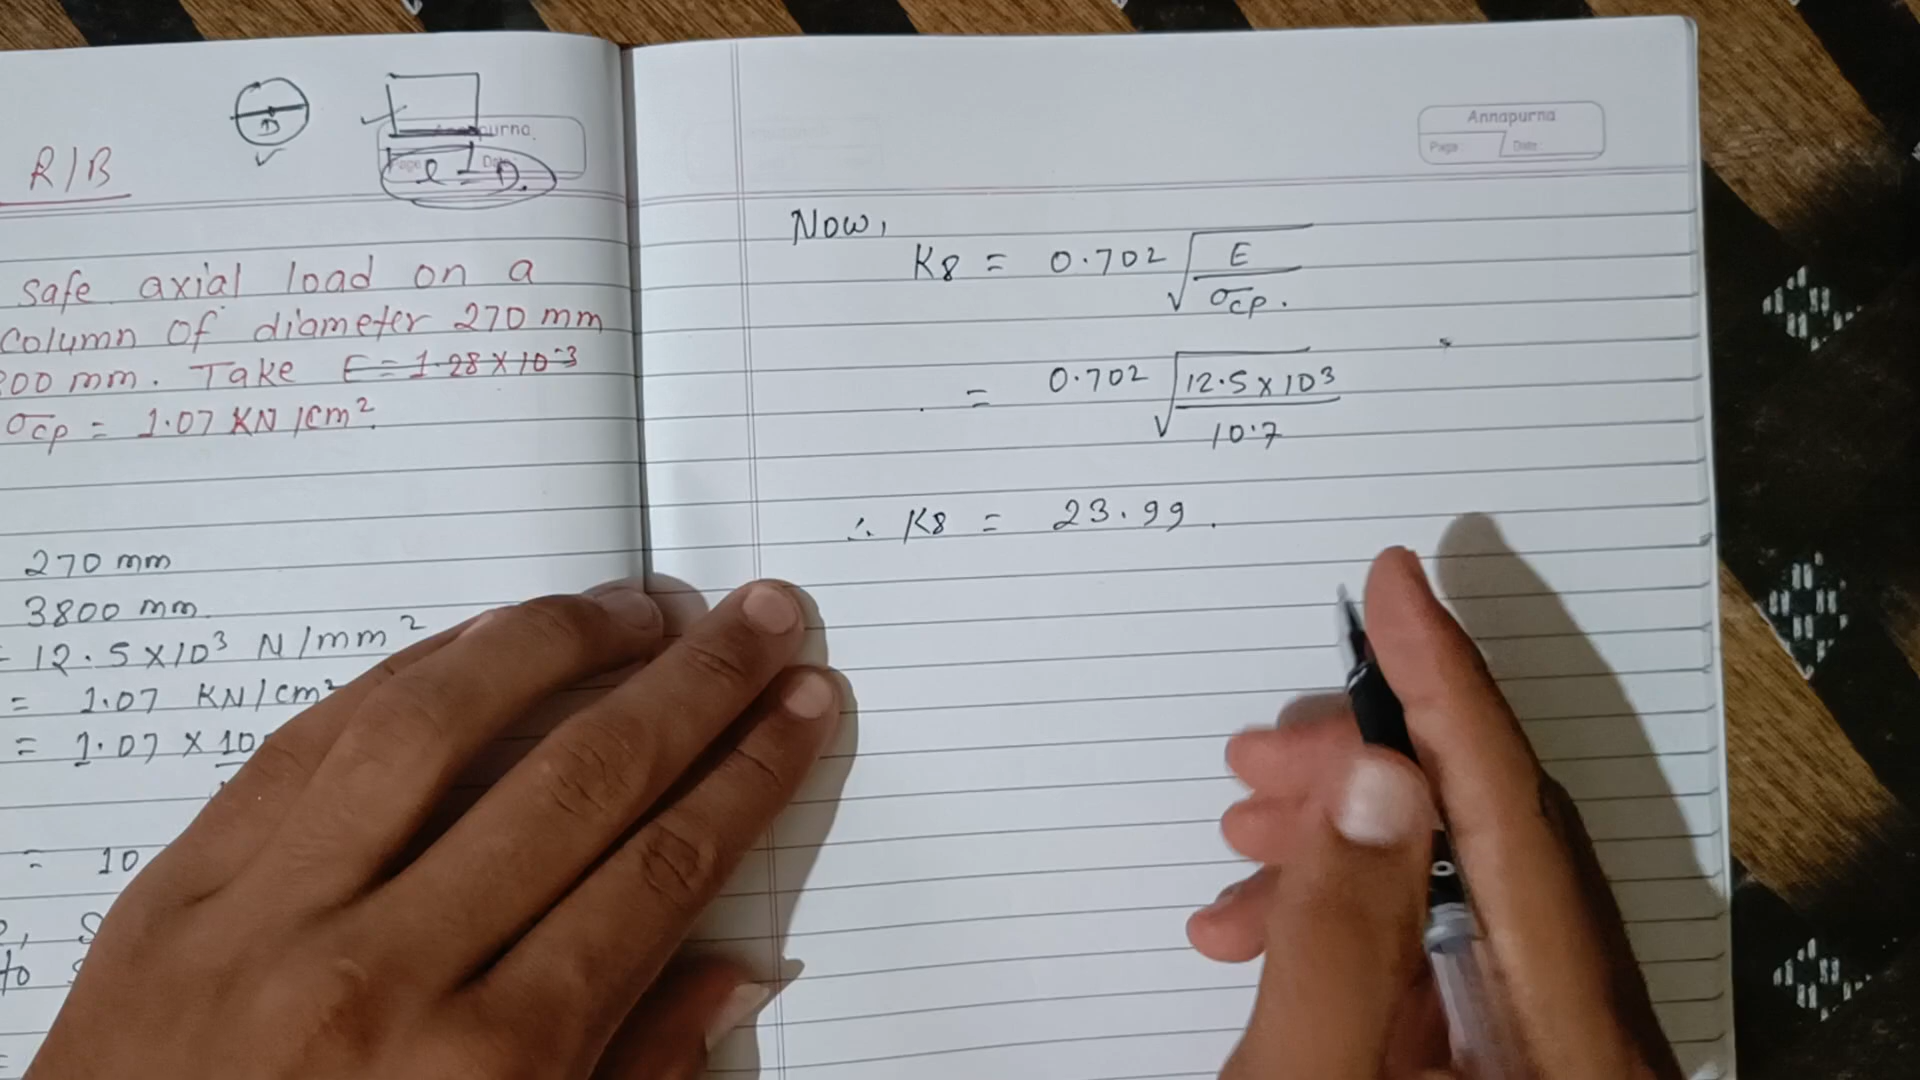 R/B
D
Annapurna
Page Date
l D.
safe axial load on a
column of diameter 270 mm
800 mm. Take E = 1.28 X 10-3
σcp = 1.07 KN/cm2.
270 mm
3800 mm
= 12.5 X 10³ N/mm²
= 1.07 KN/cm²
= 1.07 X 10
= 10
to
Annapurna
Page Date
Now,
K8 = 0.702 √ E / σcp.
= 0.702 √ 12.5 x 10³ / 10.7
∴ K8 = 23.99.